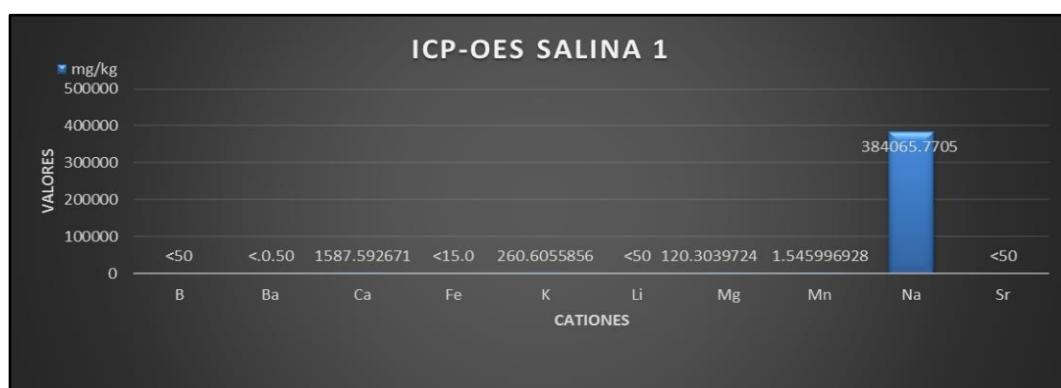 ICP-OES SALINA 1
mg/kg
500000
400000
300000
200000
100000
0
VALORES
<50 <.0.50 1587.592671 <15.0 260.6055856 <50 120.3039724 1.545996928 384065.7705 <50
B Ba Ca Fe K Li Mg Mn Na Sr
CATIONES